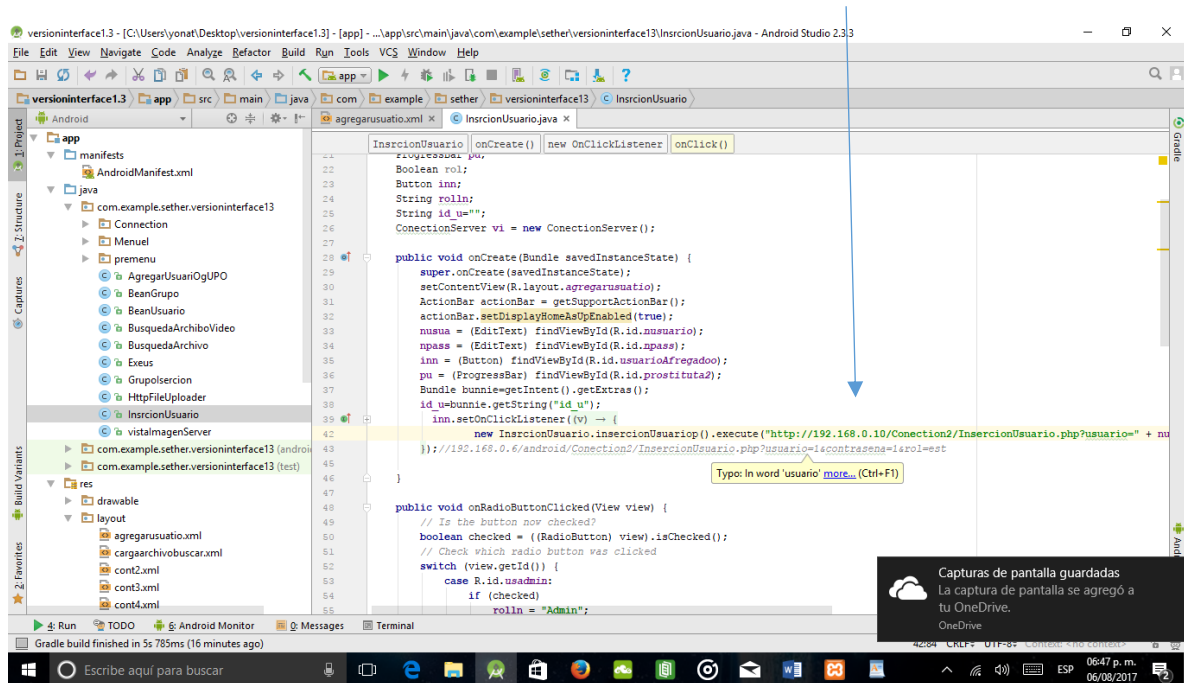 versioninterface1.3 - [C:\Users\yonat\Desktop\versioninterface1.3] - [app] - ...\app\src\main\java\com\example\sether\versioninterface13\InsrcionUsuario.java - Android Studio 2.3.3
File Edit View Navigate Code Analyze Refactor Build Run Tools VCS Window Help
app
versioninterface1.3 app src main java com example sether versioninterface13 InsrcionUsuario
Android
agregarusuatio.xml × InsrcionUsuario.java ×
InsrcionUsuario onCreate() new OnClickListener onClick()
1: Project
7: Structure
Captures
Build Variants
2: Favorites
Gradle
app
manifests
AndroidManifest.xml
java
com.example.sether.versioninterface13
Connection
Menuel
premenu
AgregarUsuariOgUPO
BeanGrupo
BeanUsuario
BusquedaArchiboVideo
BusquedaArchivo
Exeus
GrupoIsercion
HttpFileUploader
InsrcionUsuario
vistaImagenServer
com.example.sether.versioninterface13 (androi
com.example.sether.versioninterface13 (test)
res
drawable
layout
agregarusuatio.xml
cargaarchivobuscar.xml
cont2.xml
cont3.xml
cont4.xml
21 ProgressBar pu;
22 Boolean rol;
23 Button inn;
24 String rolln;
25 String id_u="";
26 ConectionServer vi = new ConectionServer();
27
28 public void onCreate(Bundle savedInstanceState) {
29 super.onCreate(savedInstanceState);
30 setContentView(R.layout.agregarusuatio);
31 ActionBar actionBar = getSupportActionBar();
32 actionBar.setDisplayHomeAsUpEnabled(true);
33 nusua = (EditText) findViewById(R.id.nusuario);
34 npass = (EditText) findViewById(R.id.npass);
35 inn = (Button) findViewById(R.id.usuarioAfregadoo);
36 pu = (ProgressBar) findViewById(R.id.prostituta2);
37 Bundle bunnie=getIntent().getExtras();
38 id_u=bunnie.getString("id_u");
39 inn.setOnClickListener((v) → {
42 new InsrcionUsuario.insercionUsuariop().execute("http://192.168.0.10/Conection2/InsercionUsuario.php?usuario=" + nu
43 });//192.168.0.6/android/Conection2/InsercionUsuario.php?usuario=1&contrasena=1&rol=est
45
46 }
47
48 public void onRadioButtonClicked(View view) {
49 // Is the button now checked?
50 boolean checked = ((RadioButton) view).isChecked();
51 // Check which radio button was clicked
52 switch (view.getId()) {
53 case R.id.usadmin:
54 if (checked)
55 rolln = "Admin";
Typo: In word 'usuario' more... (Ctrl+F1)
Capturas de pantalla guardadas
La captura de pantalla se agregó a
tu OneDrive.
OneDrive
4: Run TODO 6: Android Monitor 0: Messages Terminal
Gradle build finished in 5s 785ms (16 minutes ago)
42:84 CRLF÷ UTF-8÷ Context: <no context>
Escribe aquí para buscar
ESP
06:47 p. m.
06/08/2017